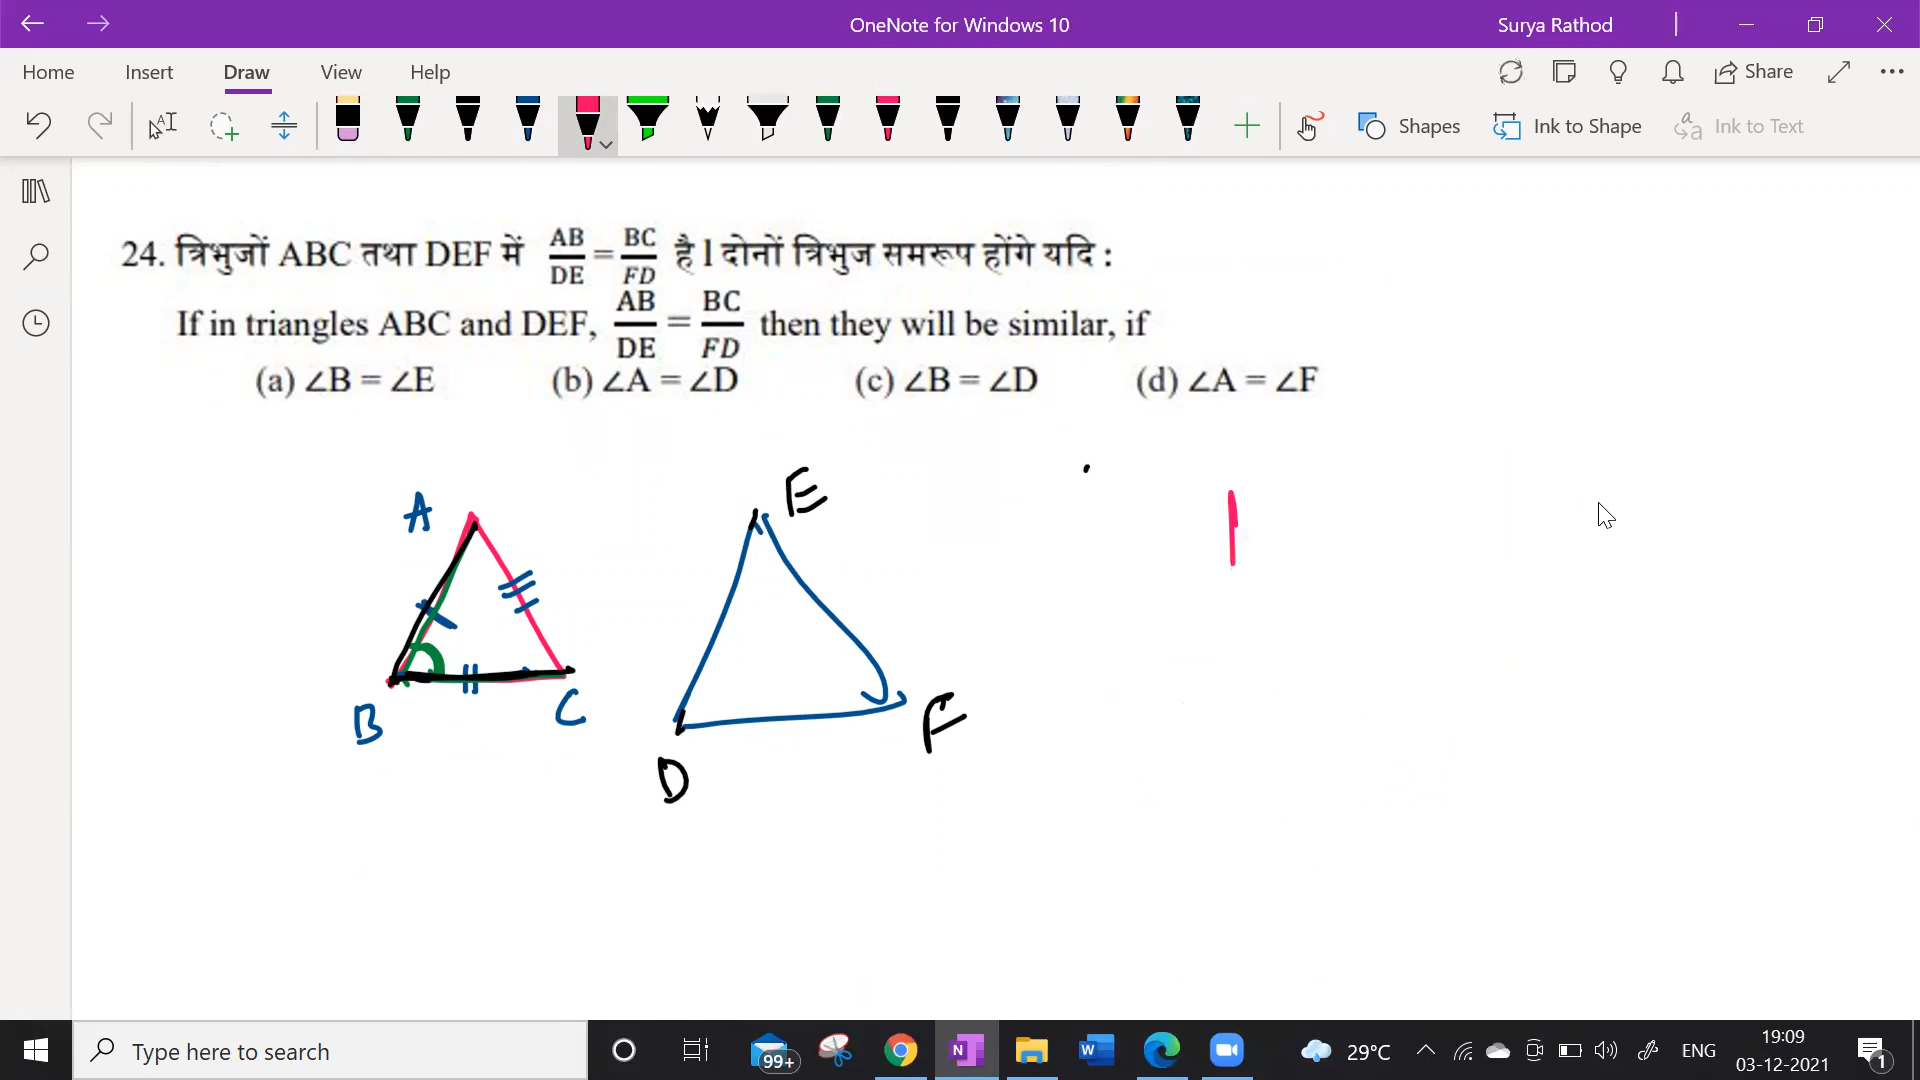 OneNote for Windows 10
Surya Rathod
Home Insert Draw View Help
Share
Shapes Ink to Shape Ink to Text
24. त्रिभुजों ABC तथा DEF में AB/DE = BC/FD है l दोनों त्रिभुज समरूप होंगे यदि :
If in triangles ABC and DEF, AB/DE = BC/FD then they will be similar, if
(a) ∠B = ∠E (b) ∠A = ∠D (c) ∠B = ∠D (d) ∠A = ∠F
A E
B C F
D
Type here to search
99+
29°C
ENG
19:09
03-12-2021
1